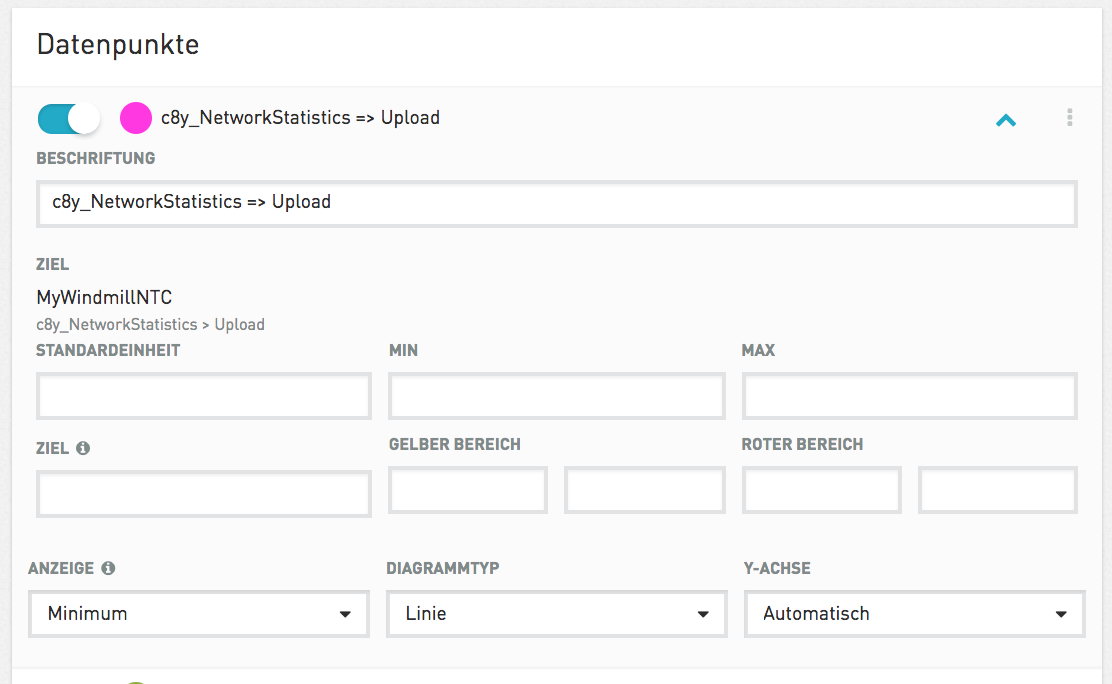 Datenpunkte
c8y_NetworkStatistics => Upload
BESCHRIFTUNG
c8y_NetworkStatistics => Upload
ZIEL
MyWindmillNTC
c8y_NetworkStatistics > Upload
STANDARDEINHEIT MIN MAX
ZIEL GELBER BEREICH ROTER BEREICH
ANZEIGE DIAGRAMMTYP Y-ACHSE
Minimum Linie Automatisch